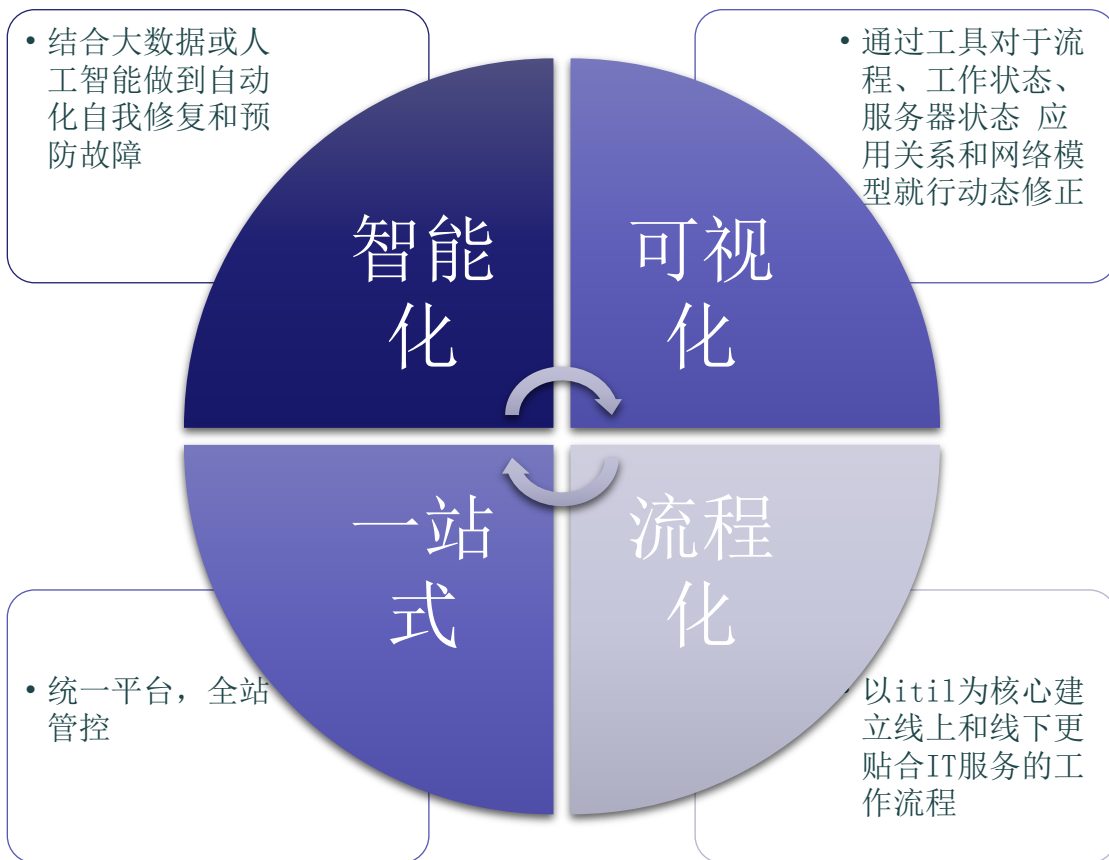 • 结合大数据或人
工智能做到自动
化自我修复和预
防故障
• 通过工具对于流
程、工作状态、
服务器状态 应
用关系和网络模
型就行动态修正
智能
化
可视
化
一站
式
流程
化
• 统一平台，全站
管控
• 以itil为核心建
立线上和线下更
贴合IT服务的工
作流程